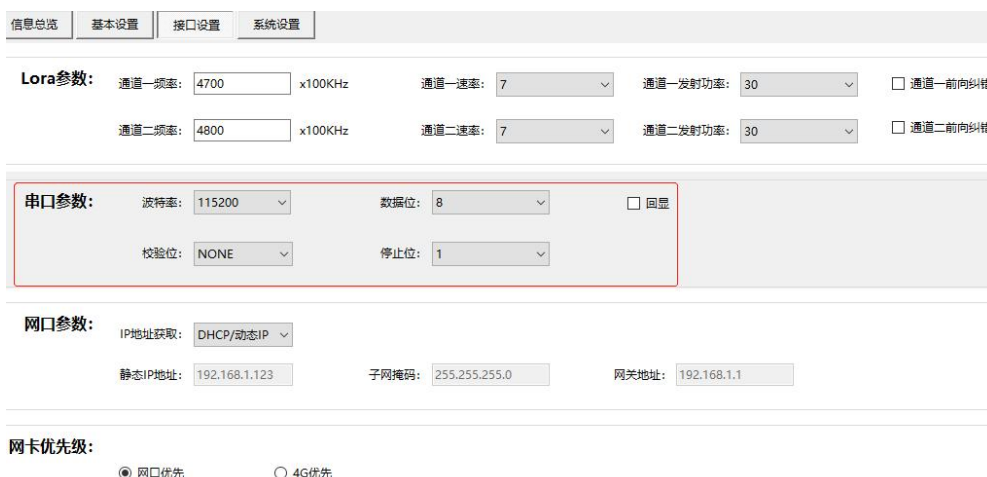 信息总览 基本设置 接口设置 系统设置
Lora参数: 通道一频率: 4700 x100KHz 通道一速率: 7 通道一发射功率: 30 通道一前向纠错
通道二频率: 4800 x100KHz 通道二速率: 7 通道二发射功率: 30 通道二前向纠错
串口参数: 波特率: 115200 数据位: 8 回显
校验位: NONE 停止位: 1
网口参数: IP地址获取: DHCP/动态IP
静态IP地址: 192.168.1.123 子网掩码: 255.255.255.0 网关地址: 192.168.1.1
网卡优先级:
网口优先 4G优先